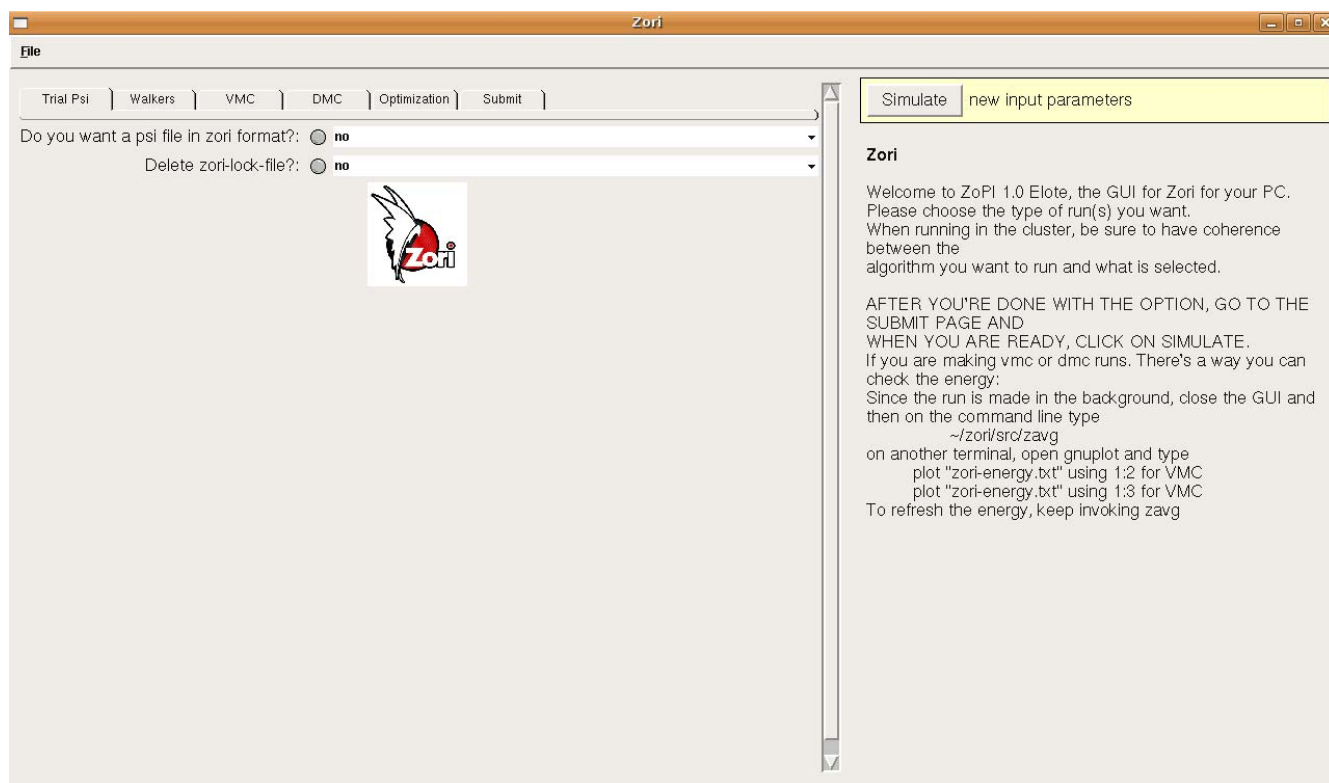 Zori
File
Trial Psi Walkers VMC DMC Optimization Submit
Do you want a psi file in zori format?: no
Delete zori-lock-file?: no
Zori
Simulate new input parameters
Zori
Welcome to ZoPI 1.0 Elote, the GUI for Zori for your PC.
Please choose the type of run(s) you want.
When running in the cluster, be sure to have coherence
between the
algorithm you want to run and what is selected.
AFTER YOU'RE DONE WITH THE OPTION, GO TO THE
SUBMIT PAGE AND
WHEN YOU ARE READY, CLICK ON SIMULATE.
If you are making vmc or dmc runs. There's a way you can
check the energy:
Since the run is made in the background, close the GUI and
then on the command line type
~/zori/src/zavg
on another terminal, open gnuplot and type
plot "zori-energy.txt" using 1:2 for VMC
plot "zori-energy.txt" using 1:3 for VMC
To refresh the energy, keep invoking zavg